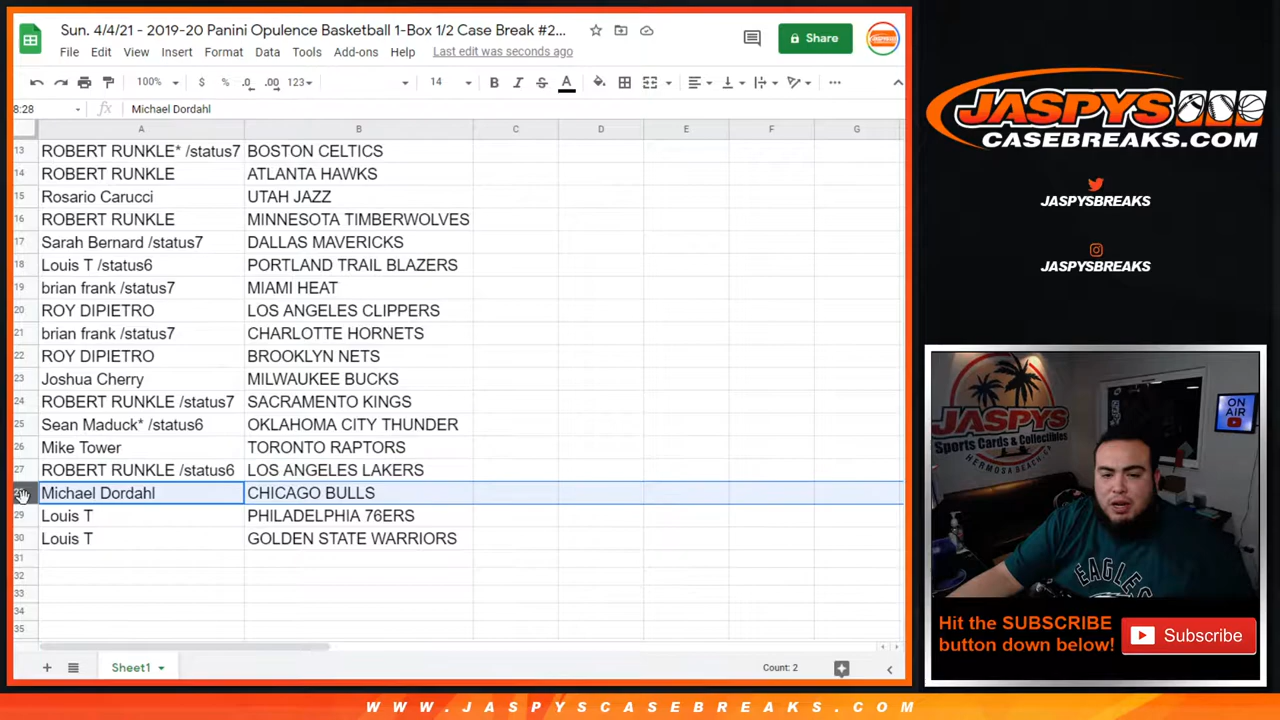 Sun. 4/4/21 - 2019-20 Panini Opulence Basketball 1-Box 1/2 Case Break #2...
File Edit View Insert Format Data Tools Add-ons Help Last edit was seconds ago
Share
100% $ % .0 .00 123 14 B I S A
8:28 fx Michael Dordahl
A B C D E F G
13 ROBERT RUNKLE* /status7 BOSTON CELTICS
14 ROBERT RUNKLE ATLANTA HAWKS
15 Rosario Carucci UTAH JAZZ
16 ROBERT RUNKLE MINNESOTA TIMBERWOLVES
17 Sarah Bernard /status7 DALLAS MAVERICKS
18 Louis T /status6 PORTLAND TRAIL BLAZERS
19 brian frank /status7 MIAMI HEAT
20 ROY DIPIETRO LOS ANGELES CLIPPERS
21 brian frank /status7 CHARLOTTE HORNETS
22 ROY DIPIETRO BROOKLYN NETS
23 Joshua Cherry MILWAUKEE BUCKS
24 ROBERT RUNKLE /status7 SACRAMENTO KINGS
25 Sean Maduck* /status6 OKLAHOMA CITY THUNDER
26 Mike Tower TORONTO RAPTORS
27 ROBERT RUNKLE /status6 LOS ANGELES LAKERS
Michael Dordahl CHICAGO BULLS
29 Louis T PHILADELPHIA 76ERS
30 Louis T GOLDEN STATE WARRIORS
31
32
33
34
35
Sheet1
Count: 2
JASPYS
CASEBREAKS.COM
JASPYSBREAKS
JASPYSBREAKS
JASPYS
Sports Cards & Collectibles
HERMOSA BEACH, CA
ON
AIR
EAGLES
Hit the SUBSCRIBE
button down below!
Subscribe
WWW.JASPYSCASEBREAKS.COM